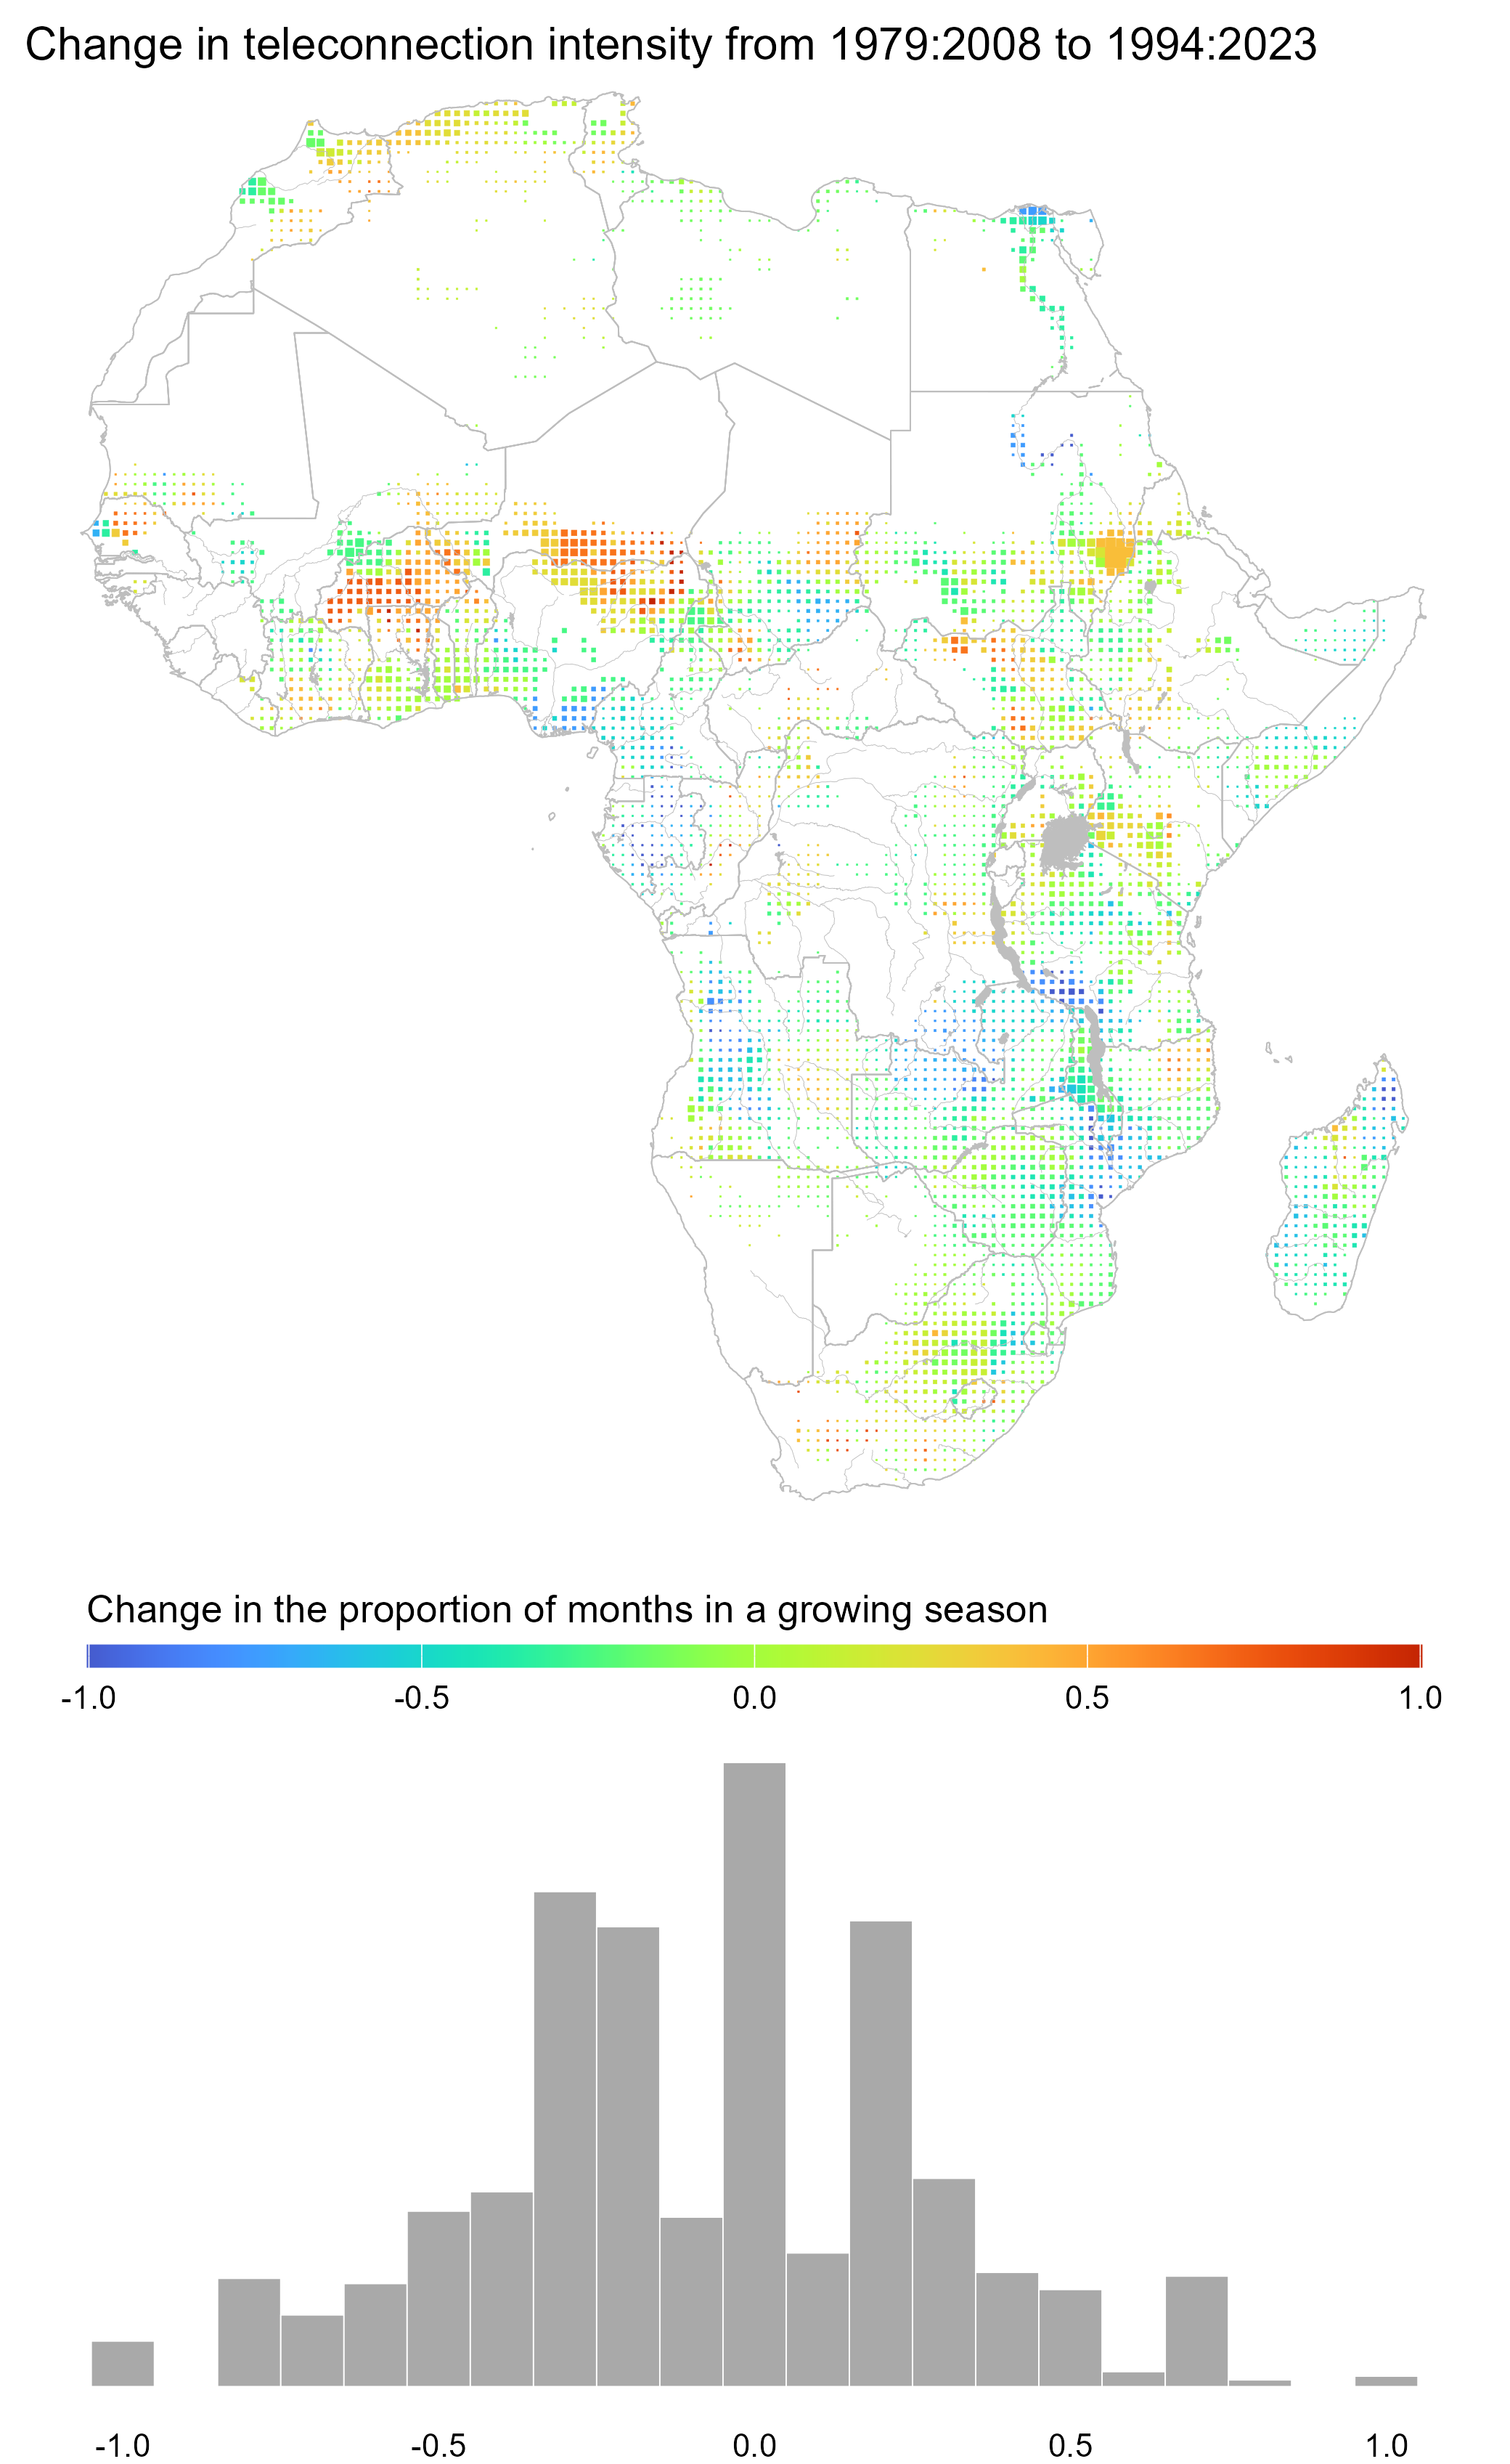 Change in teleconnection intensity from 1979:2008 to 1994:2023
Change in the proportion of months in a growing season
-1.0 -0.5 0.0 0.5 1.0
-1.0 -0.5 0.0 0.5 1.0